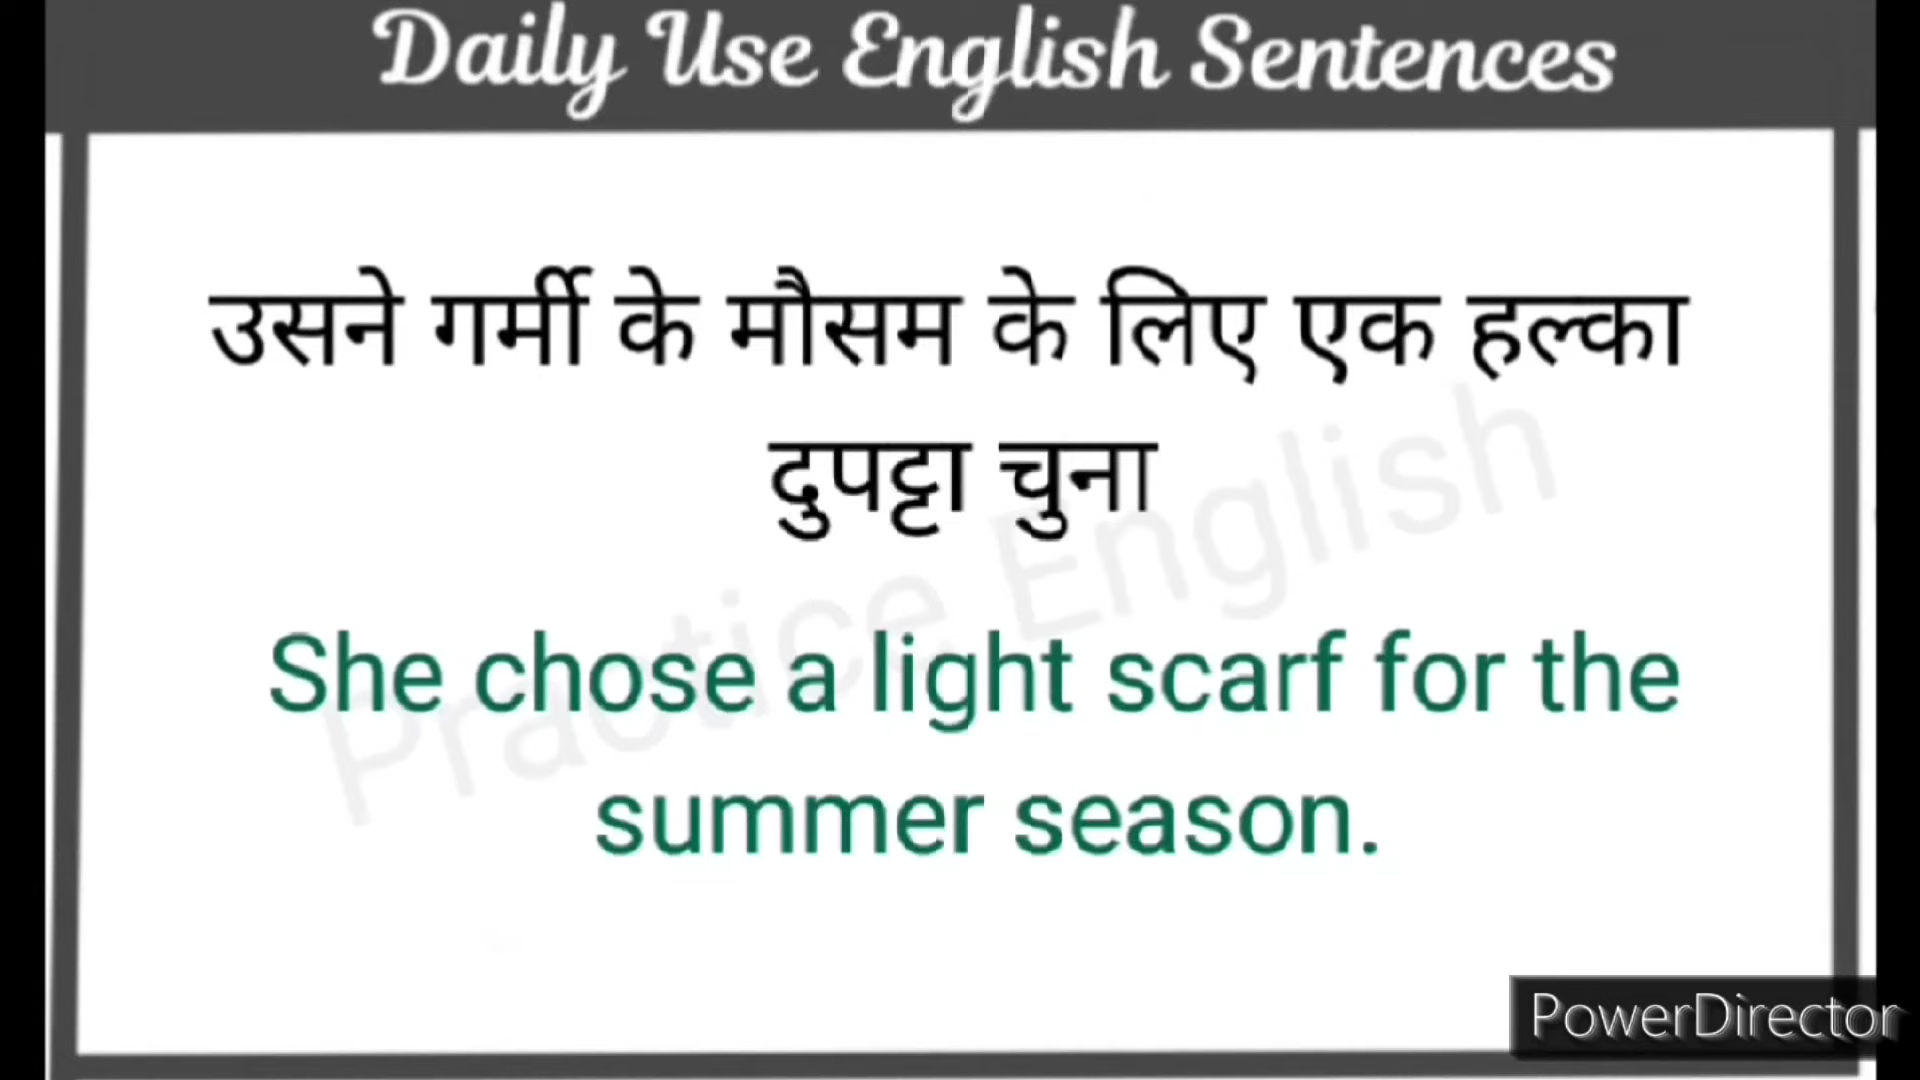 Daily Use English Sentences
उसने गर्मी के मौसम के लिए एक हल्का
दुपट्टा चुना
She chose a light scarf for the
summer season.
Practice English
PowerDirector